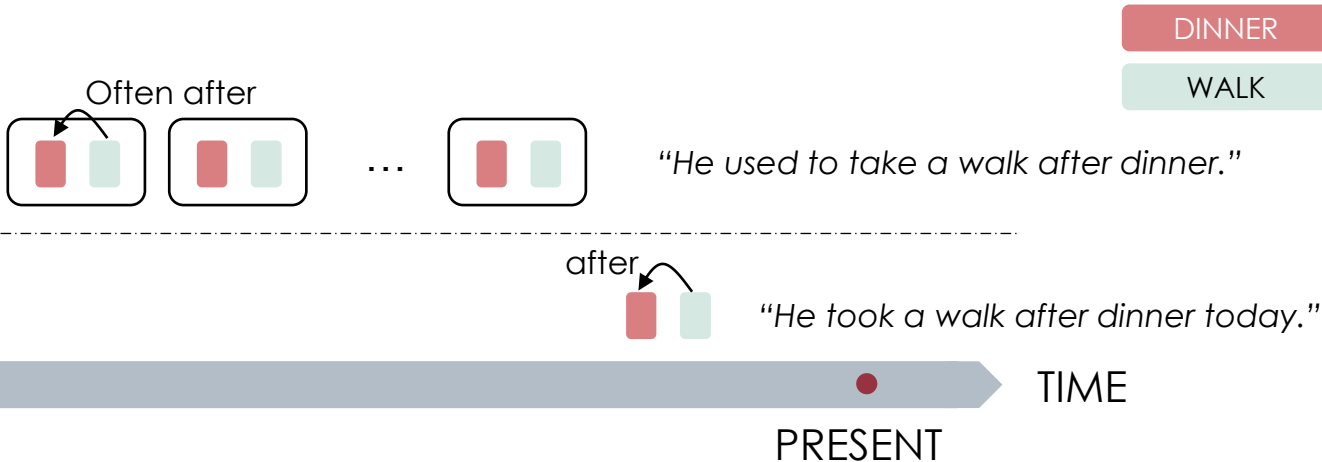 DINNER
WALK
Often after
... “He used to take a walk after dinner.”
after
“He took a walk after dinner today.”
TIME
PRESENT